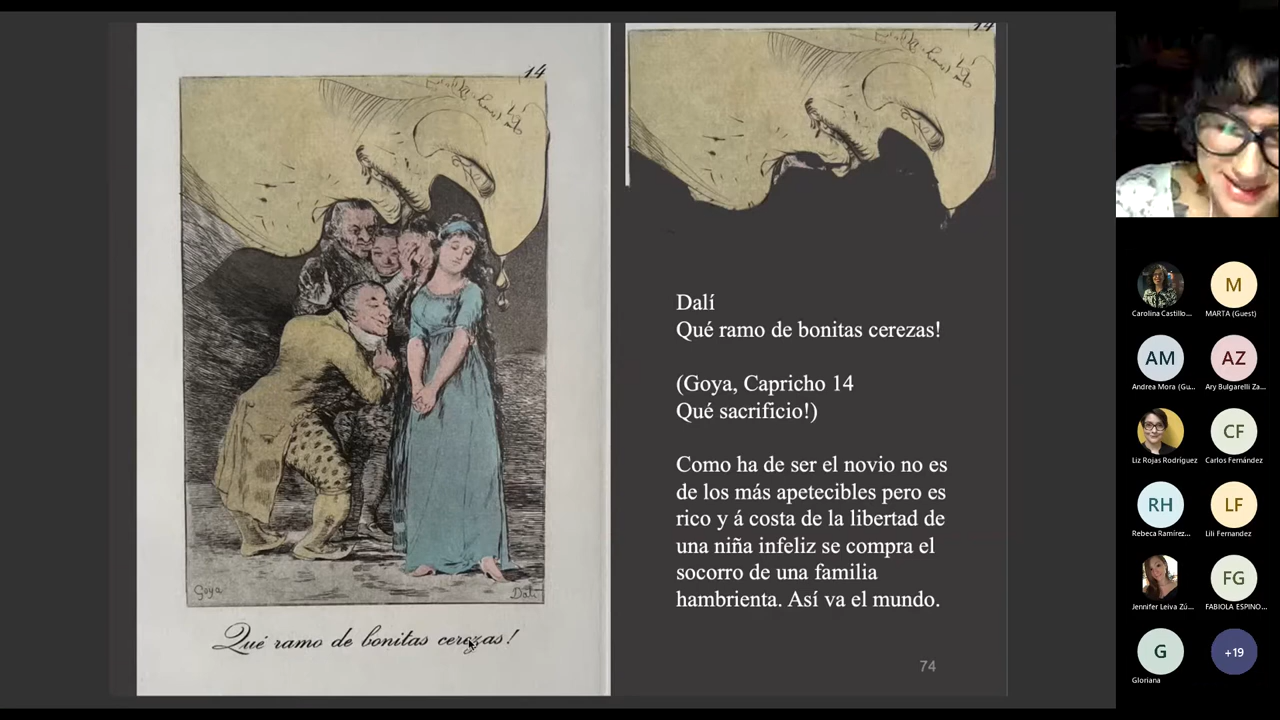 14
Goya
Dalí
Qué ramo de bonitas cerezas!
14
Dalí
Qué ramo de bonitas cerezas!
(Goya, Capricho 14
Qué sacrificio!)
Como ha de ser el novio no es
de los más apetecibles pero es
rico y á costa de la libertad de
una niña infeliz se compra el
socorro de una familia
hambrienta. Así va el mundo.
74
Carolina Castillo...
MARTA (Guest)
M
AM
AZ
Andrea Mora (Gu...
Ary Bulgarelli Za...
CF
Liz Rojas Rodríguez
Carlos Fernández
RH
LF
Rebeca Ramírez...
Lili Fernandez
FG
Jennifer Leiva Zú...
FABIOLA ESPINO...
G
+19
Gloriana